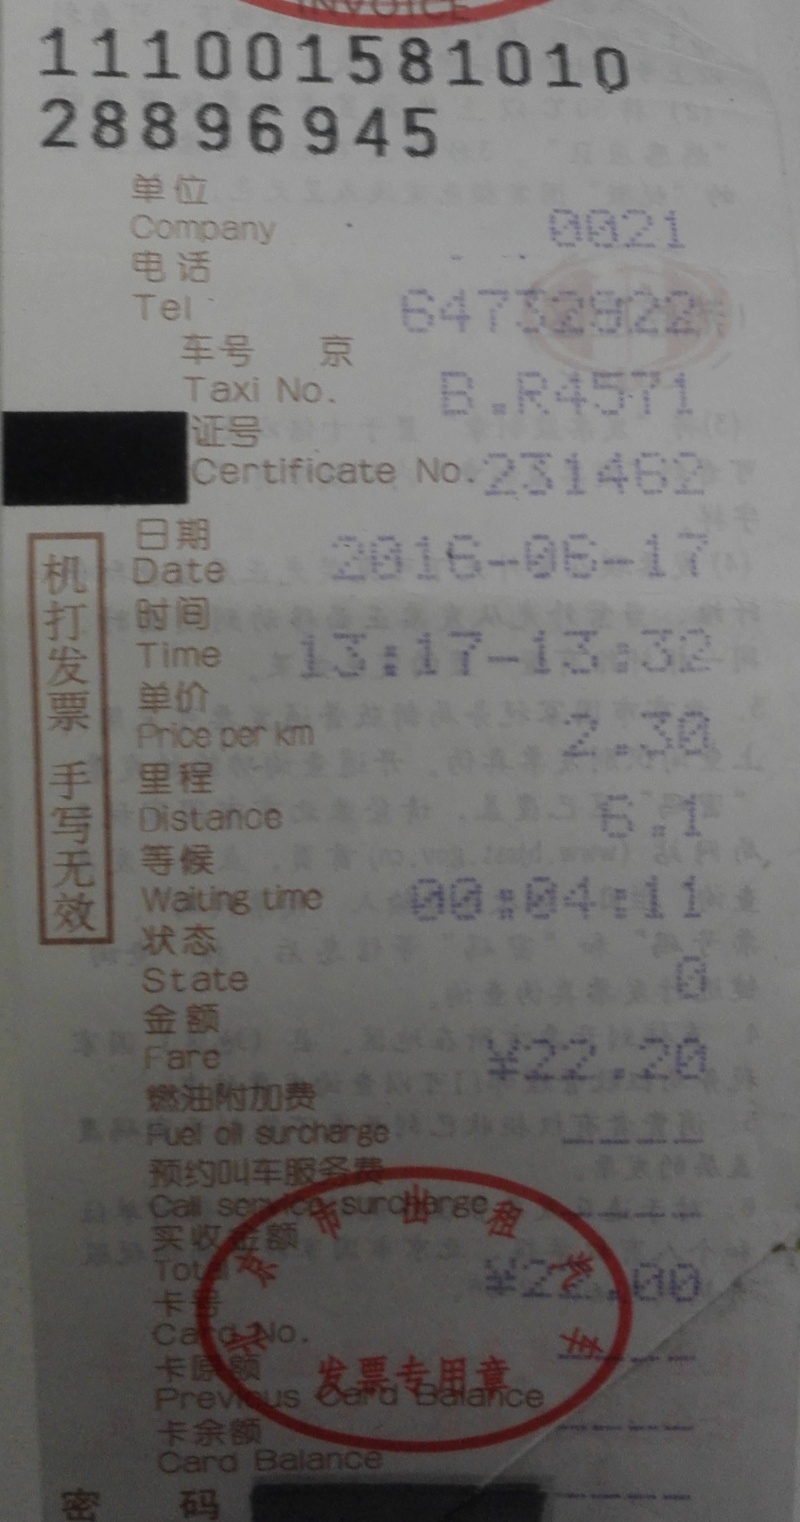 INVOICE
111001581010
28896945
单位
Company 0021
电话
Tel 64732822
车号 京
Taxi No. B.R4571
证号
Certificate No. 231462
日期
Date 2016-06-17
时间
Time 13:17-13:32
单价
Price per km 2.30
里程
Distance 6.1
等候
Waiting time 00:04:11
状态
State 0
金额
Fare ¥22.20
燃油附加费
Fuel oil surcharge ----
预约叫车服务费
Call service surcharge ----
实收金额
Total ¥22.00
卡号
Card No. ----
卡原额
Previous Card Balance ----
卡余额
Card Balance ----
密 码
机打发票 手写无效
北京市出租汽车
发票专用章